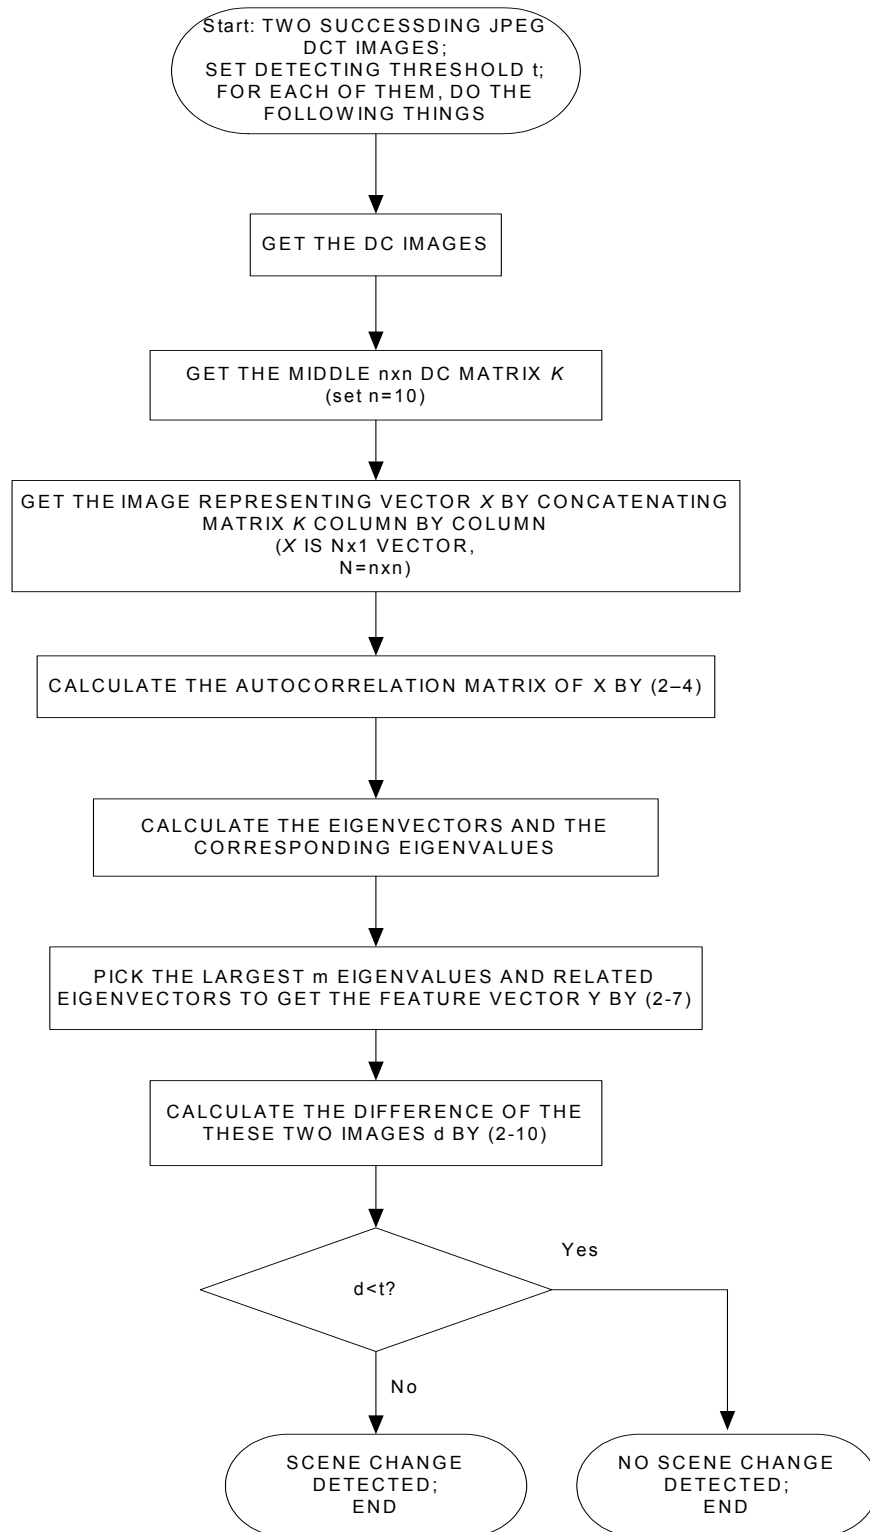 Start: TWO SUCCESSDING JPEG
DCT IMAGES;
SET DETECTING THRESHOLD t;
FOR EACH OF THEM, DO THE
FOLLOWING THINGS
GET THE DC IMAGES
GET THE MIDDLE nxn DC MATRIX K
(set n=10)
GET THE IMAGE REPRESENTING VECTOR X BY CONCATENATING
MATRIX K COLUMN BY COLUMN
(X IS Nx1 VECTOR,
N=nxn)
CALCULATE THE AUTOCORRELATION MATRIX OF X BY (2–4)
CALCULATE THE EIGENVECTORS AND THE
CORRESPONDING EIGENVALUES
PICK THE LARGEST m EIGENVALUES AND RELATED
EIGENVECTORS TO GET THE FEATURE VECTOR Y BY (2-7)
CALCULATE THE DIFFERENCE OF THE
THESE TWO IMAGES d BY (2-10)
Yes
d<t?
No
SCENE CHANGE
DETECTED;
END
NO SCENE CHANGE
DETECTED;
END